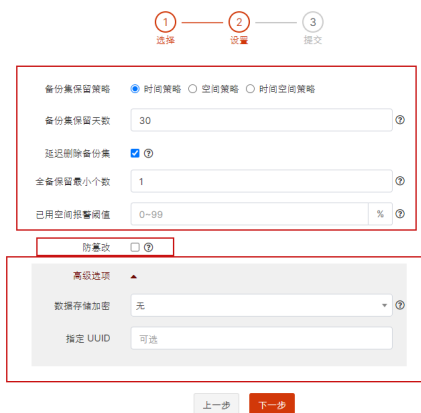 1 2 3
选择 设置 提交
备份集保留策略 时间策略 空间策略 时间空间策略
备份集保留天数 30
延迟删除备份集
全备保留最小个数 1
已用空间报警阈值 0~99 %
防篡改
高级选项
数据存储加密 无
指定 UUID 可选
上一步 下一步